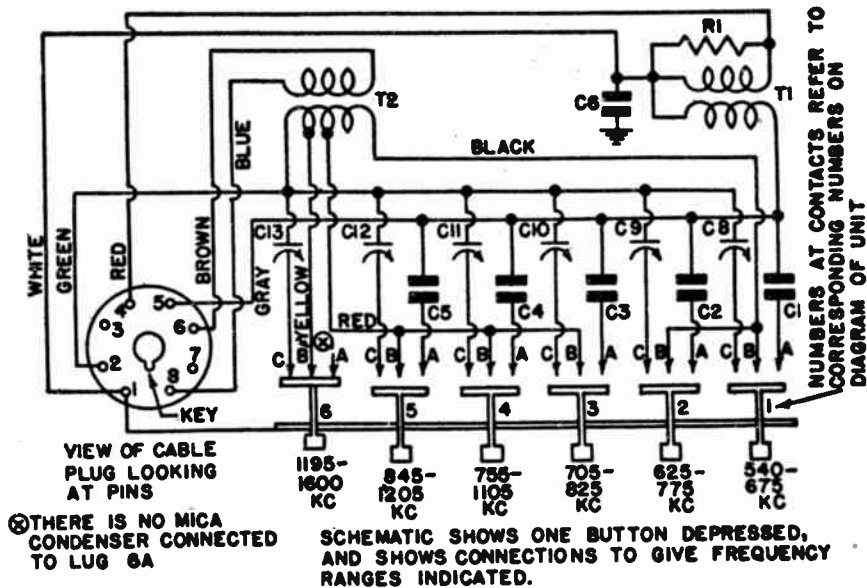 R1
T2
T1
C6
BLACK
BLUE
BROWN
RED
GREEN
WHITE
GRAY
YELLOW
RED
C13
C12
C11
C10
C9
C8
C5
C4
C3
C2
C1
5
4
3
6
2
7
1
8
KEY
C B ⊗ A
C B A
C B A
C B A
C B A
C B A
6
5
4
3
2
1
VIEW OF CABLE
PLUG LOOKING
AT PINS
1195-
1600
KC
845-
1205
KC
755-
1105
KC
705-
825
KC
625-
775
KC
540-
675
KC
⊗ THERE IS NO MICA
CONDENSER CONNECTED
TO LUG 6A
SCHEMATIC SHOWS ONE BUTTON DEPRESSED,
AND SHOWS CONNECTIONS TO GIVE FREQUENCY
RANGES INDICATED.
NUMBERS AT CONTACTS REFER TO
CORRESPONDING NUMBERS ON
DIAGRAM OF UNIT